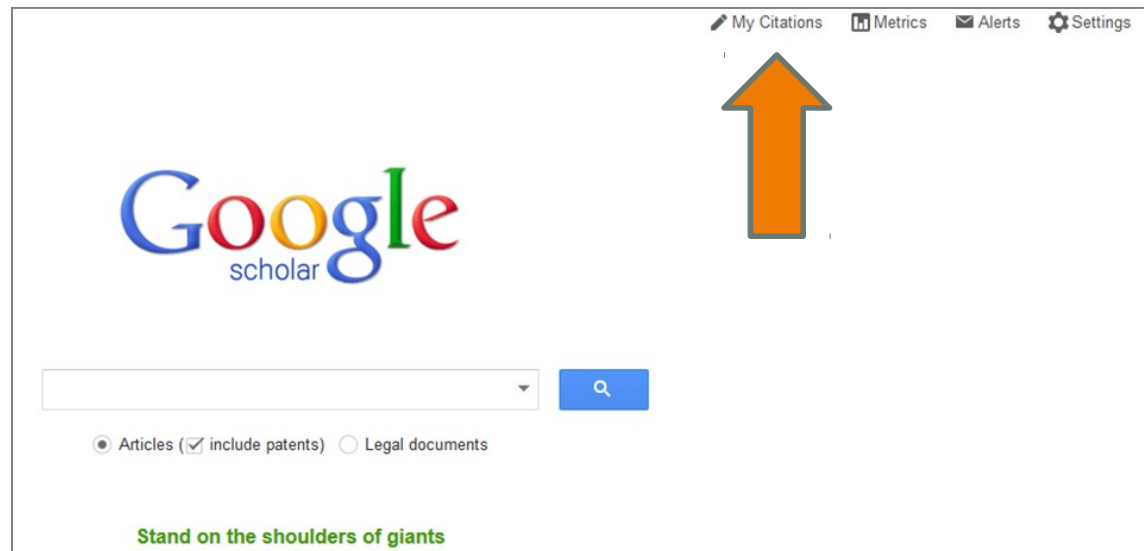 My Citations Metrics Alerts Settings
Google
scholar
Articles (include patents) Legal documents
Stand on the shoulders of giants